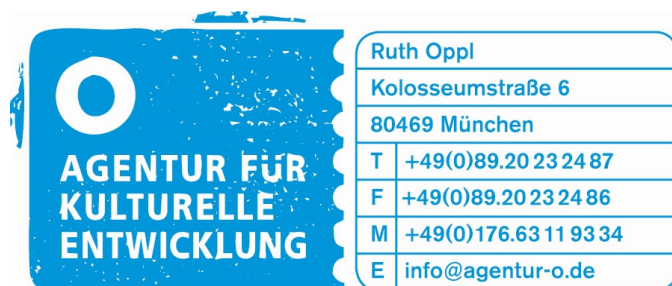 O
AGENTUR FÜR
KULTURELLE
ENTWICKLUNG
Ruth Oppl
Kolosseumstraße 6
80469 München
T +49(0)89.20 23 24 87
F +49(0)89.20 23 24 86
M +49(0)176.63 11 93 34
E info@agentur-o.de